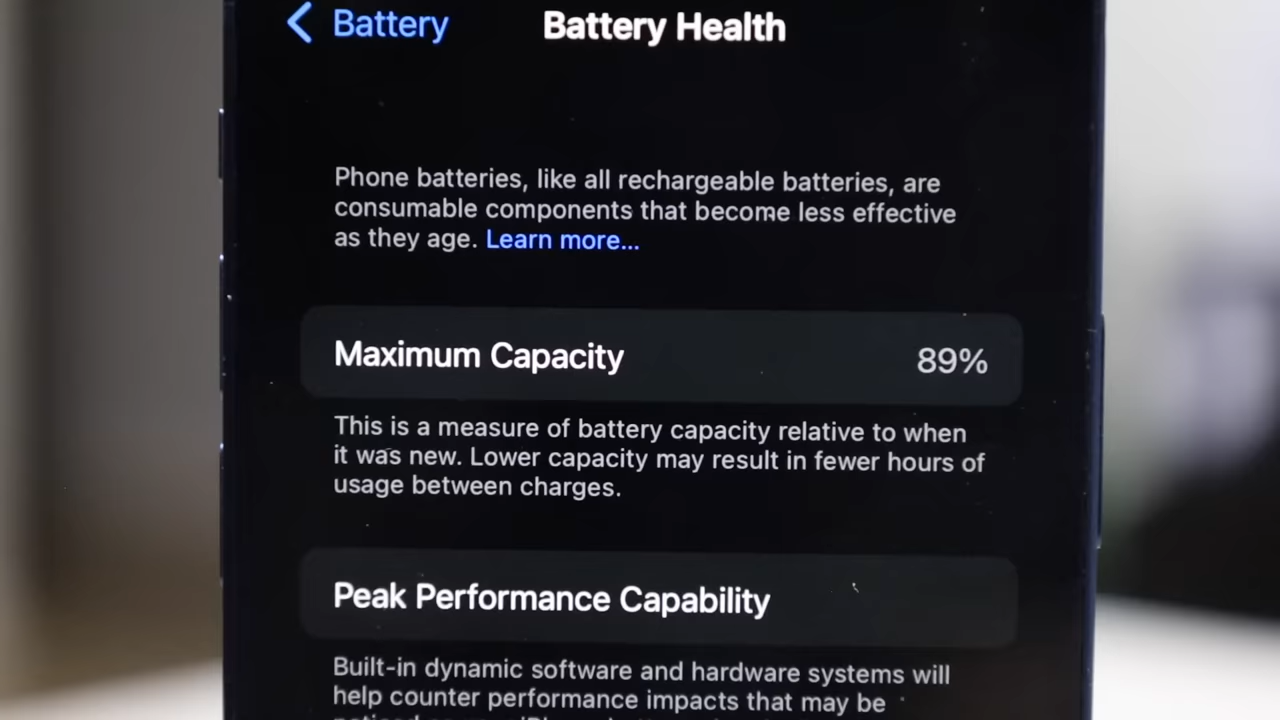 Battery
Battery Health
Phone batteries, like all rechargeable batteries, are
consumable components that become less effective
as they age. Learn more...
Maximum Capacity 89%
This is a measure of battery capacity relative to when
it was new. Lower capacity may result in fewer hours of
usage between charges.
Peak Performance Capability
Built-in dynamic software and hardware systems will
help counter performance impacts that may be